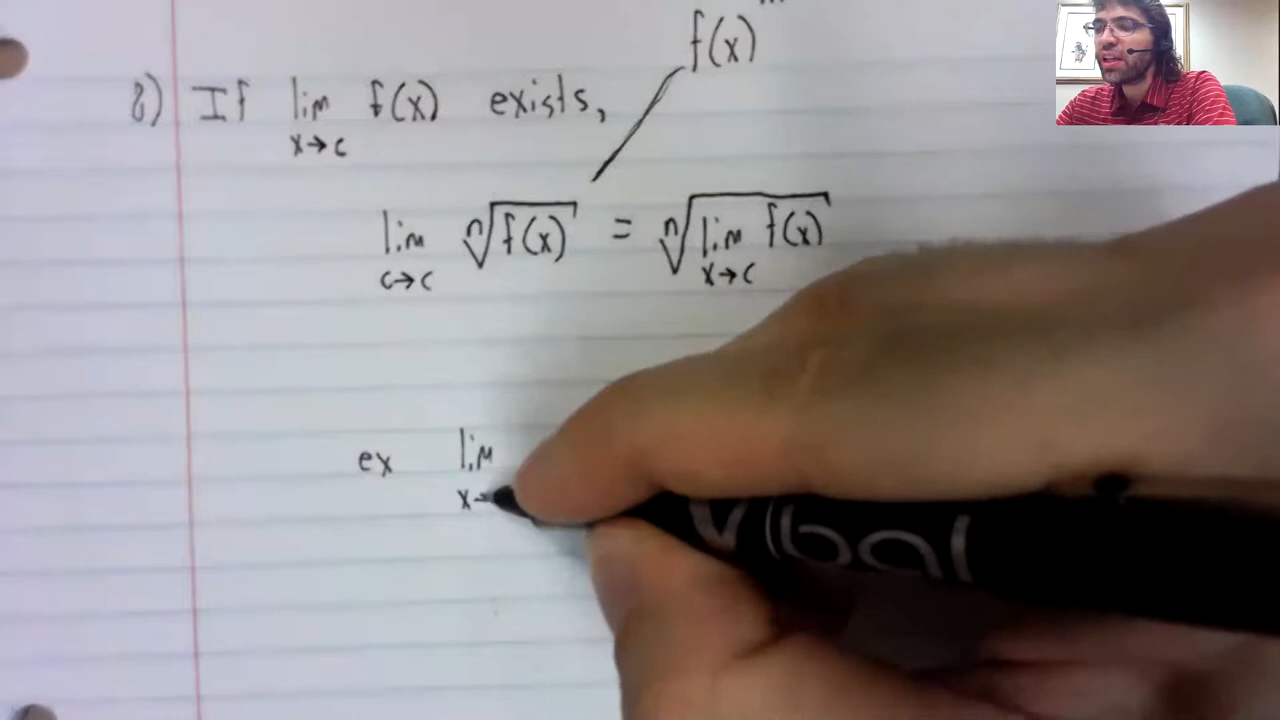 f(x)
8) If lim f(x) exists,
x→c
lim ⁿ√f(x) = ⁿ√lim f(x)
c→c x→c
ex lim
x→